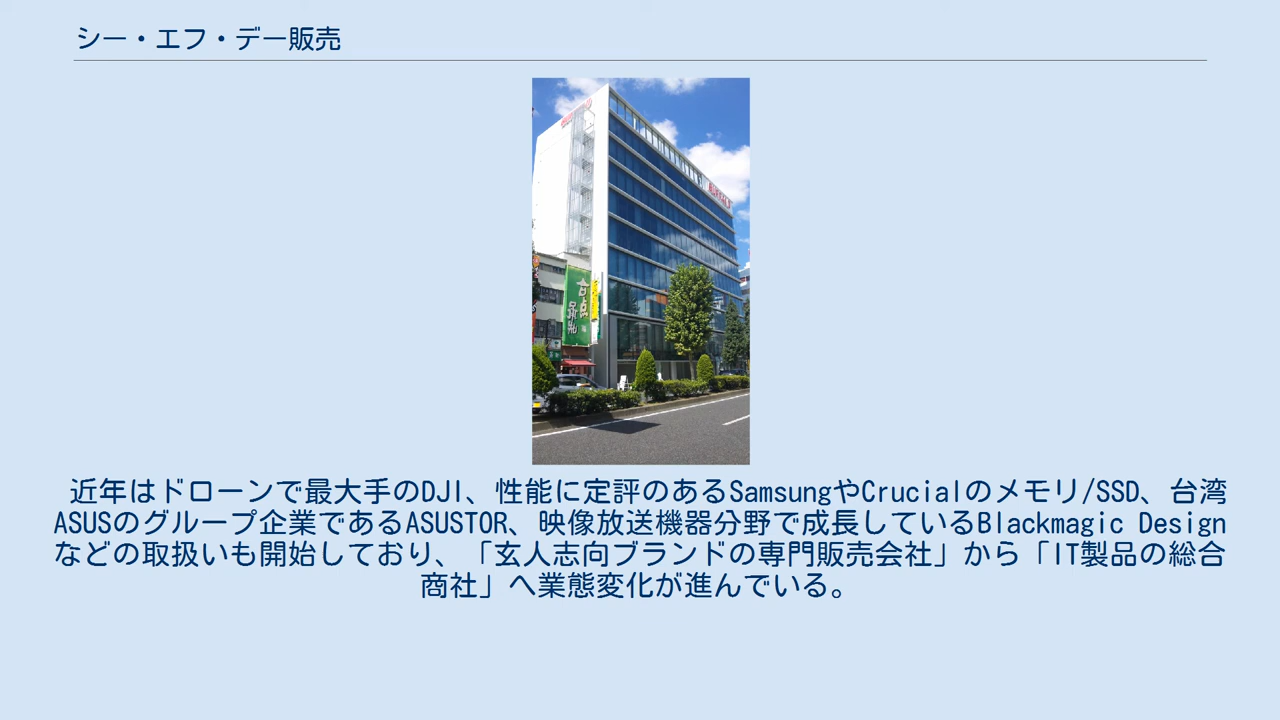 シー・エフ・デー販売
近年はドローンで最大手のDJI、性能に定評のあるSamsungやCrucialのメモリ/SSD、台湾
ASUSのグループ企業であるASUSTOR、映像放送機器分野で成長しているBlackmagic Design
などの取扱いも開始しており、「玄人志向ブランドの専門販売会社」から「IT製品の総合
商社」へ業態変化が進んでいる。